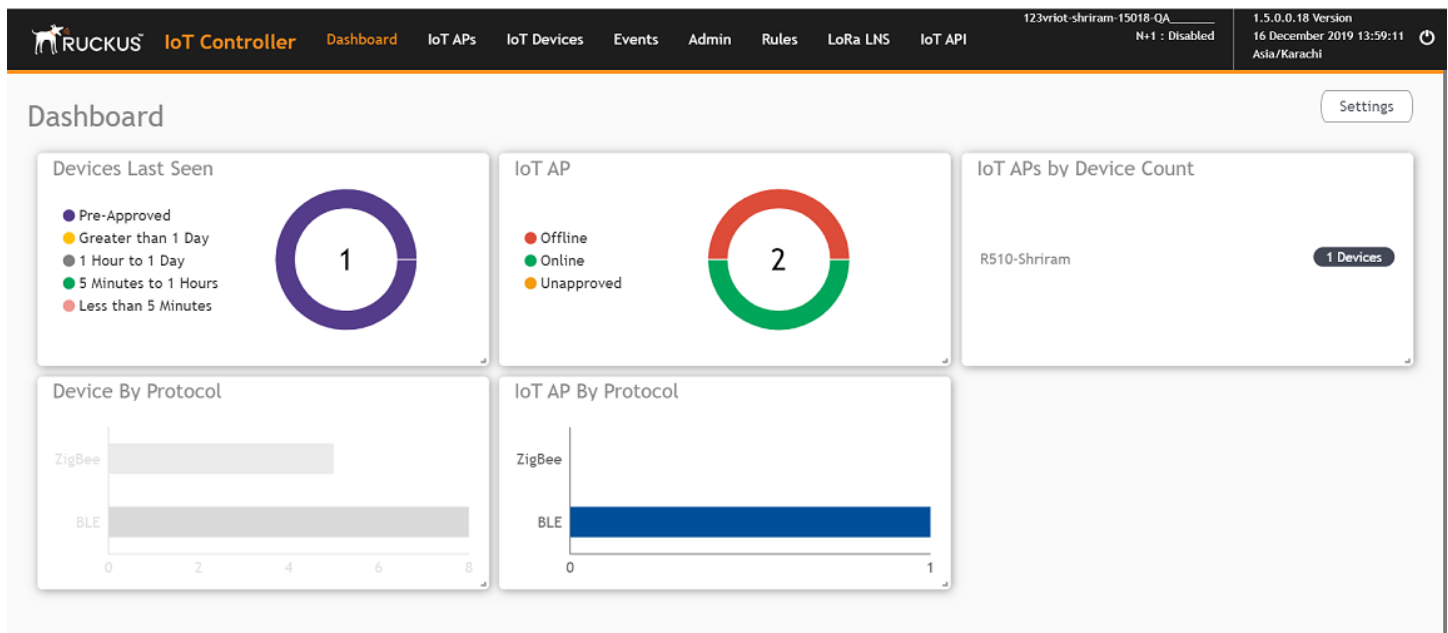 123vriot-shriram-15018-QA_______
1.5.0.0.18 Version
RUCKUS IoT Controller Dashboard IoT APs IoT Devices Events Admin Rules LoRa LNS IoT API
N+1 : Disabled
16 December 2019 13:59:11
Asia/Karachi
Dashboard
Settings
Devices Last Seen
Pre-Approved
Greater than 1 Day
1 Hour to 1 Day
5 Minutes to 1 Hours
Less than 5 Minutes
1
IoT AP
Offline
Online
Unapproved
2
IoT APs by Device Count
R510-Shriram
1 Devices
Device By Protocol
ZigBee
BLE
0 2 4 6 8
IoT AP By Protocol
ZigBee
BLE
0 1